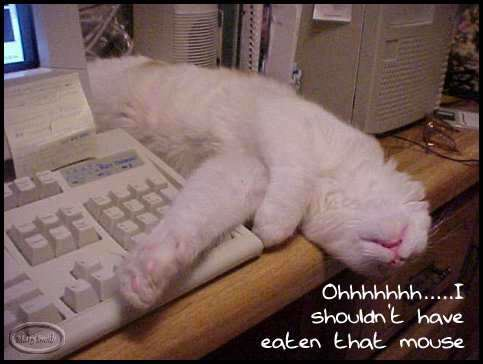 Ohhhhhhh.....I
shouldn't have
eaten that mouse